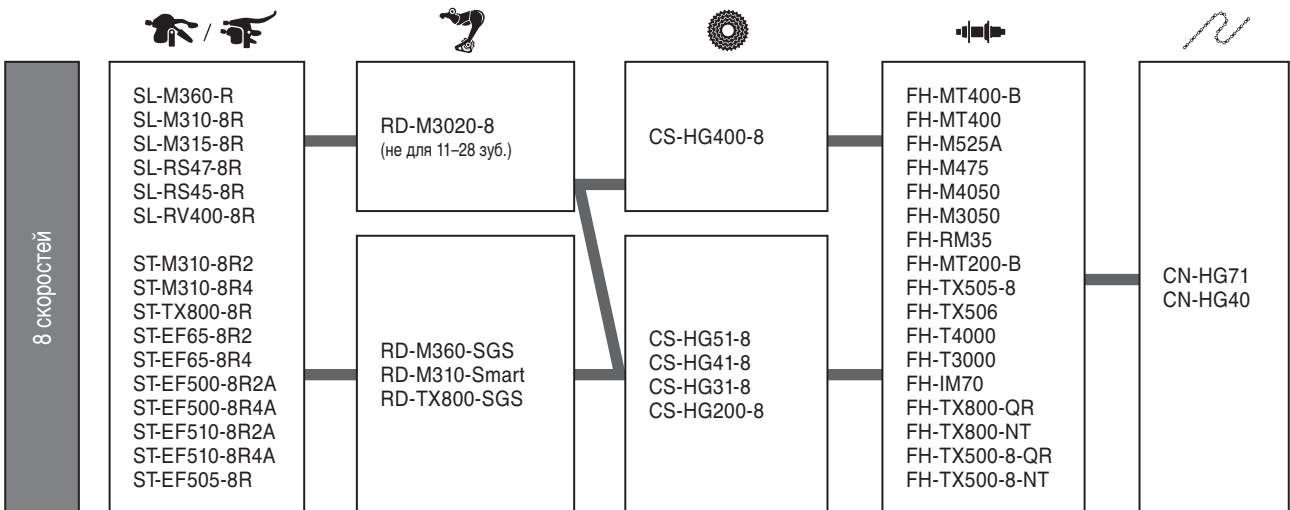 /
8 скоростей
SL-M360-R
SL-M310-8R
SL-M315-8R
SL-RS47-8R
SL-RS45-8R
SL-RV400-8R
ST-M310-8R2
ST-M310-8R4
ST-TX800-8R
ST-EF65-8R2
ST-EF65-8R4
ST-EF500-8R2A
ST-EF500-8R4A
ST-EF510-8R2A
ST-EF510-8R4A
ST-EF505-8R
RD-M3020-8
(не для 11–28 зуб.)
RD-M360-SGS
RD-M310-Smart
RD-TX800-SGS
CS-HG400-8
CS-HG51-8
CS-HG41-8
CS-HG31-8
CS-HG200-8
FH-MT400-B
FH-MT400
FH-M525A
FH-M475
FH-M4050
FH-M3050
FH-RM35
FH-MT200-B
FH-TX505-8
FH-TX506
FH-T4000
FH-T3000
FH-IM70
FH-TX800-QR
FH-TX800-NT
FH-TX500-8-QR
FH-TX500-8-NT
CN-HG71
CN-HG40